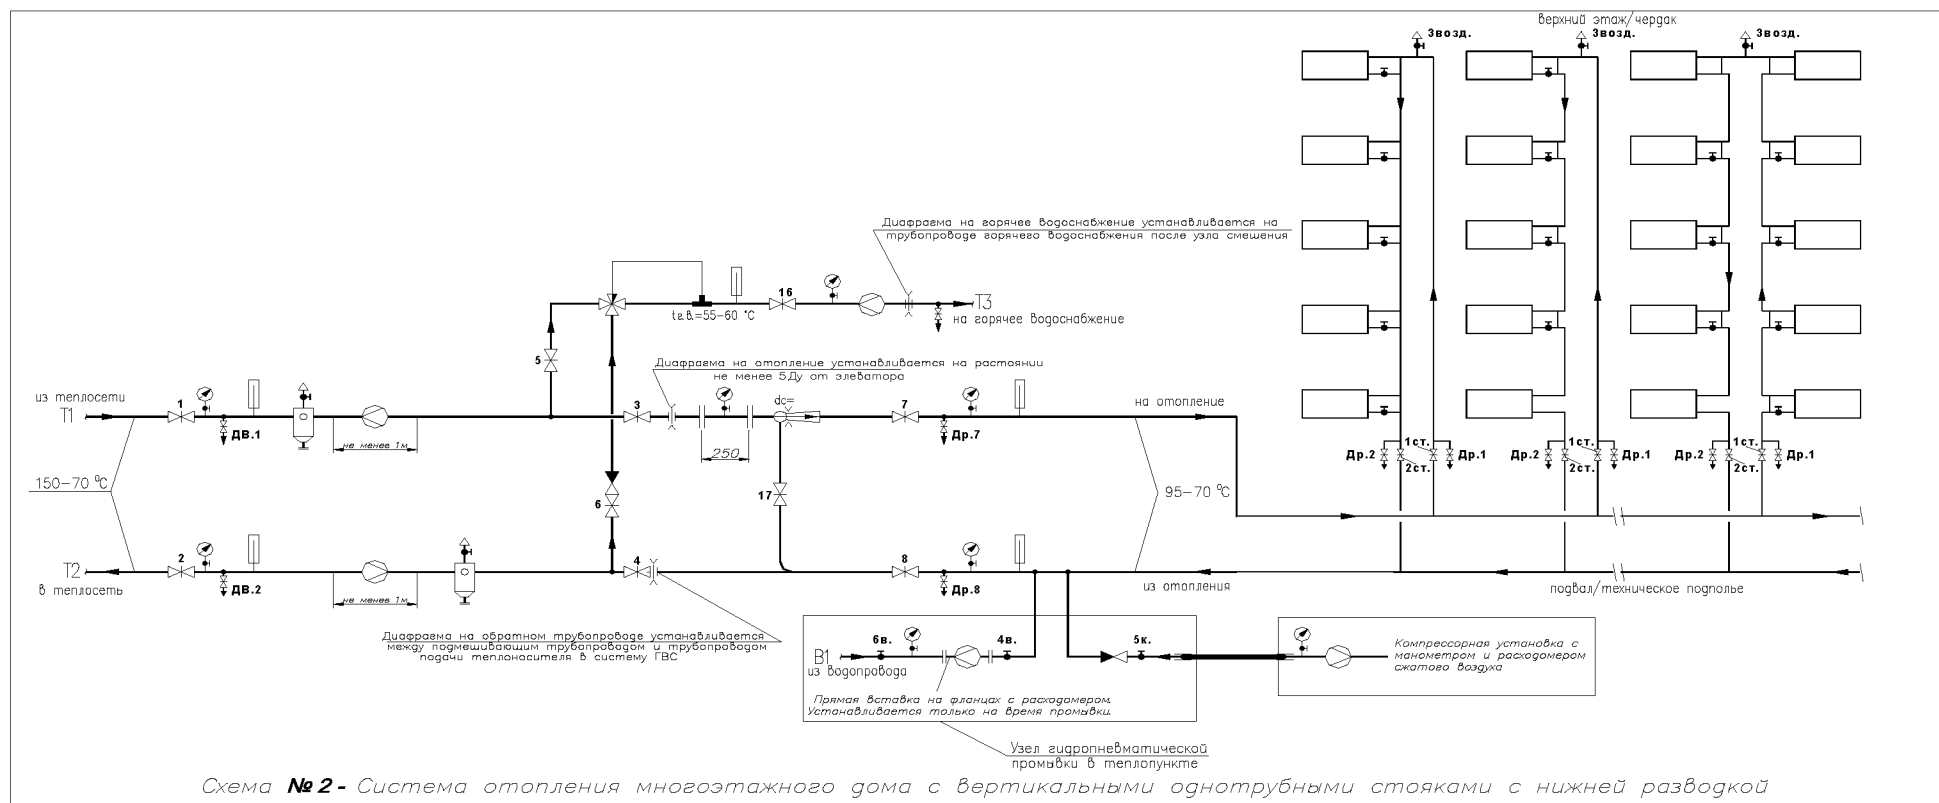 верхний этаж/чердак
Звозд.
Звозд.
Звозд.
Диафрагма на горячее водоснабжение устанавливается на
трубопроводе горячего водоснабжения после узла смешения
16
T3
tг.в.=55-60 °C
на горячее водоснабжение
5
Диафрагма на отопление устанавливается на растоянии
не менее 5Ду от элеватора
из теплосети
T1
1
ДВ.1
не менее 1м
3
250
dc=
7
Др.7
на отопление
Др.2
1ст.
2ст.
Др.1
Др.2
1ст.
2ст.
Др.1
Др.2
1ст.
2ст.
Др.1
150-70 °C
6
17
95-70 °C
T2
в теплосеть
2
ДВ.2
не менее 1м
4
8
Др.8
из отопления
подвал/техническое подполье
Диафрагма на обратном трубопроводе устанавливается
между подмешивающим трубопроводом и трубопроводом
подачи теплоносителя в систему ГВС
B1
из водопровода
6в.
4в.
5к.
Прямая вставка на фланцах с расходомером.
Устанавливается только на время промывки.
Компрессорная установка с
манометром и расходомером
сжатого воздуха
Узел гидропневматической
промывки в теплопункте
Схема №2- Система отопления многоэтажного дома с вертикальными однотрубными стояками с нижней разводкой